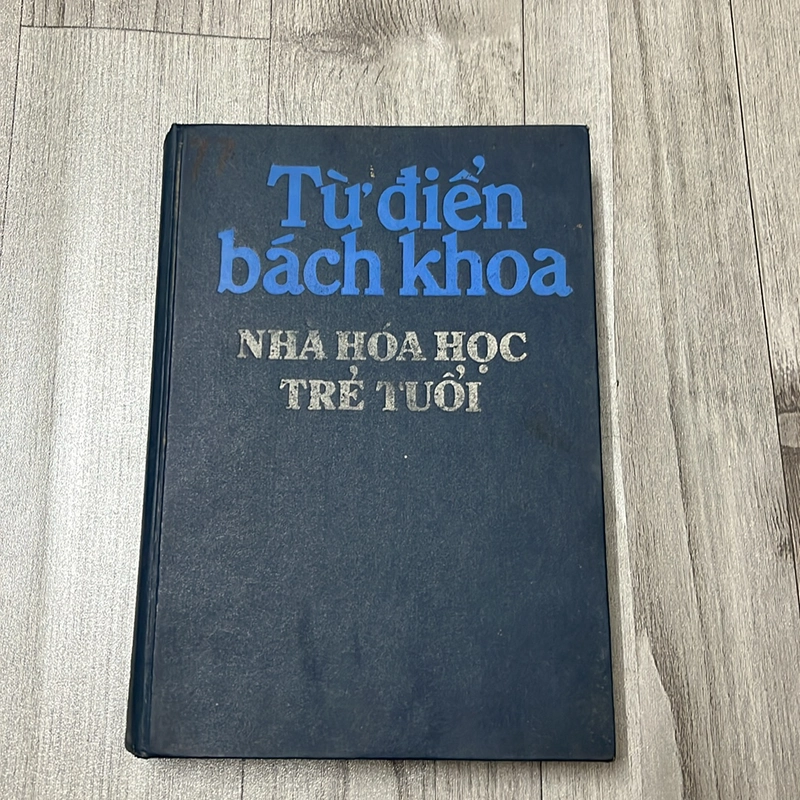 Từ điển
bách khoa
NHÀ HÓA HỌC
TRẺ TUỔI